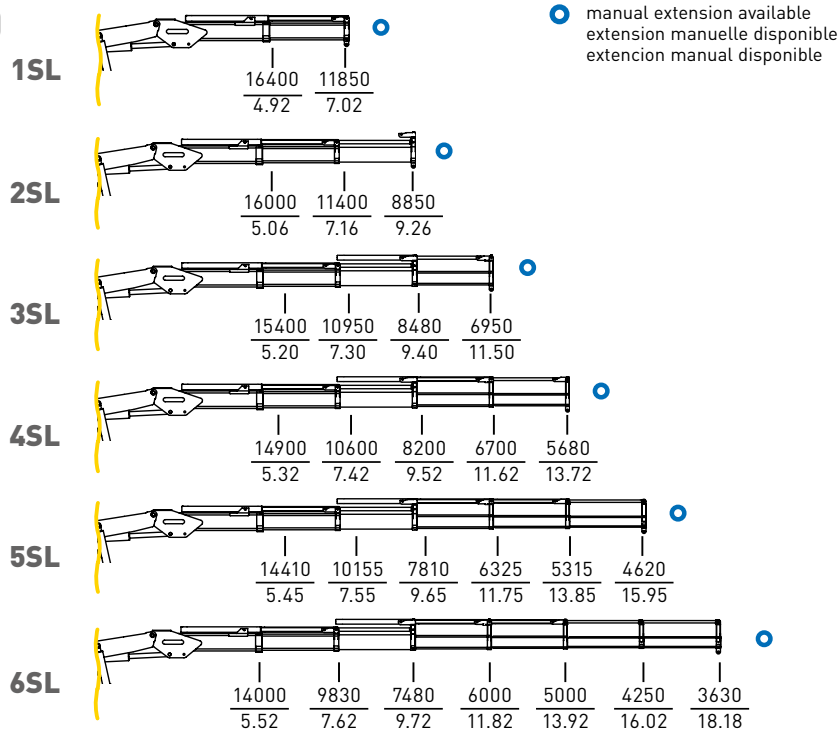 manual extension available
extension manuelle disponible
extencion manual disponible
1SL
16400 11850
4.92 7.02
2SL
16000 11400 8850
5.06 7.16 9.26
3SL
15400 10950 8480 6950
5.20 7.30 9.40 11.50
4SL
14900 10600 8200 6700 5680
5.32 7.42 9.52 11.62 13.72
5SL
14410 10155 7810 6325 5315 4620
5.45 7.55 9.65 11.75 13.85 15.95
6SL
14000 9830 7480 6000 5000 4250 3630
5.52 7.62 9.72 11.82 13.92 16.02 18.18